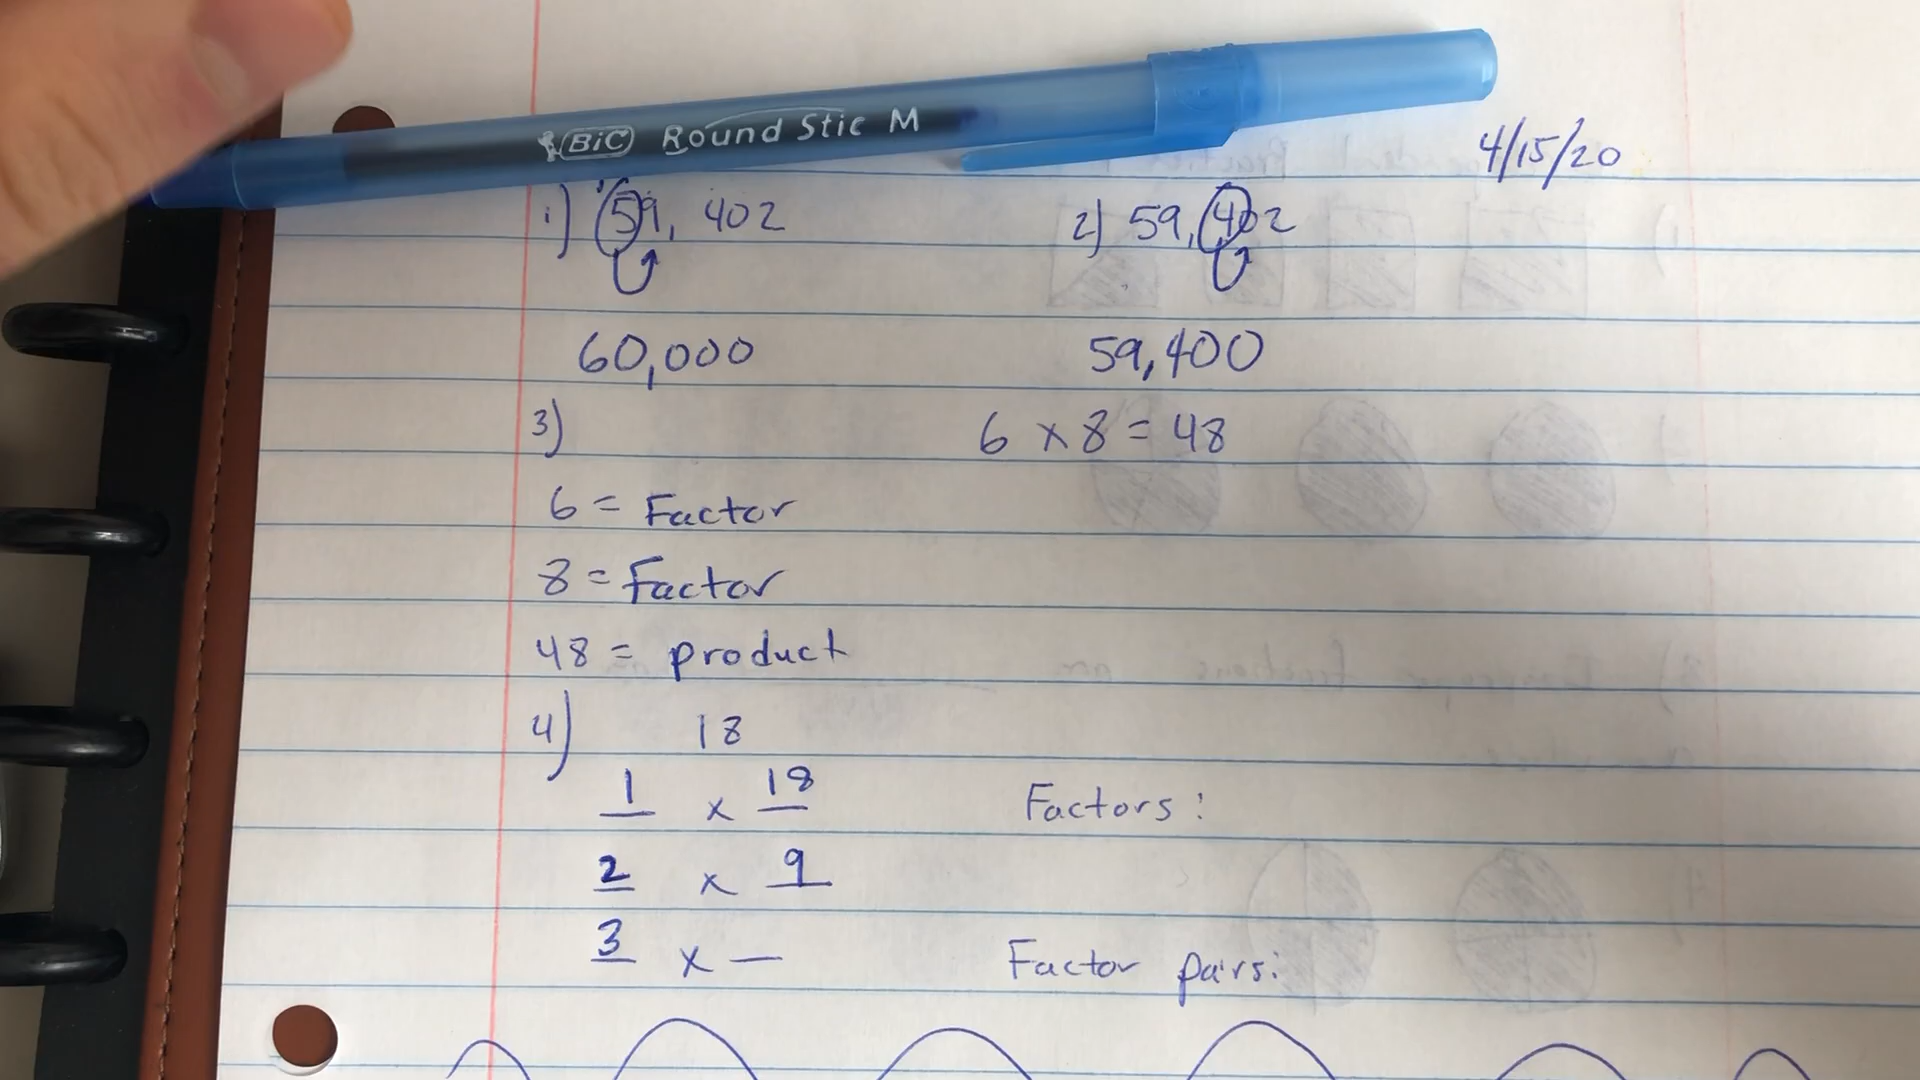 BIC Round Stic M
4/15/20
1) 59,402
2) 59,402
60,000
59,400
3)
6 x 8 = 48
6 = Factor
8 = Factor
48 = product
4) 18
1 x 18
Factors:
2 x 9
3 x _
Factor pairs: